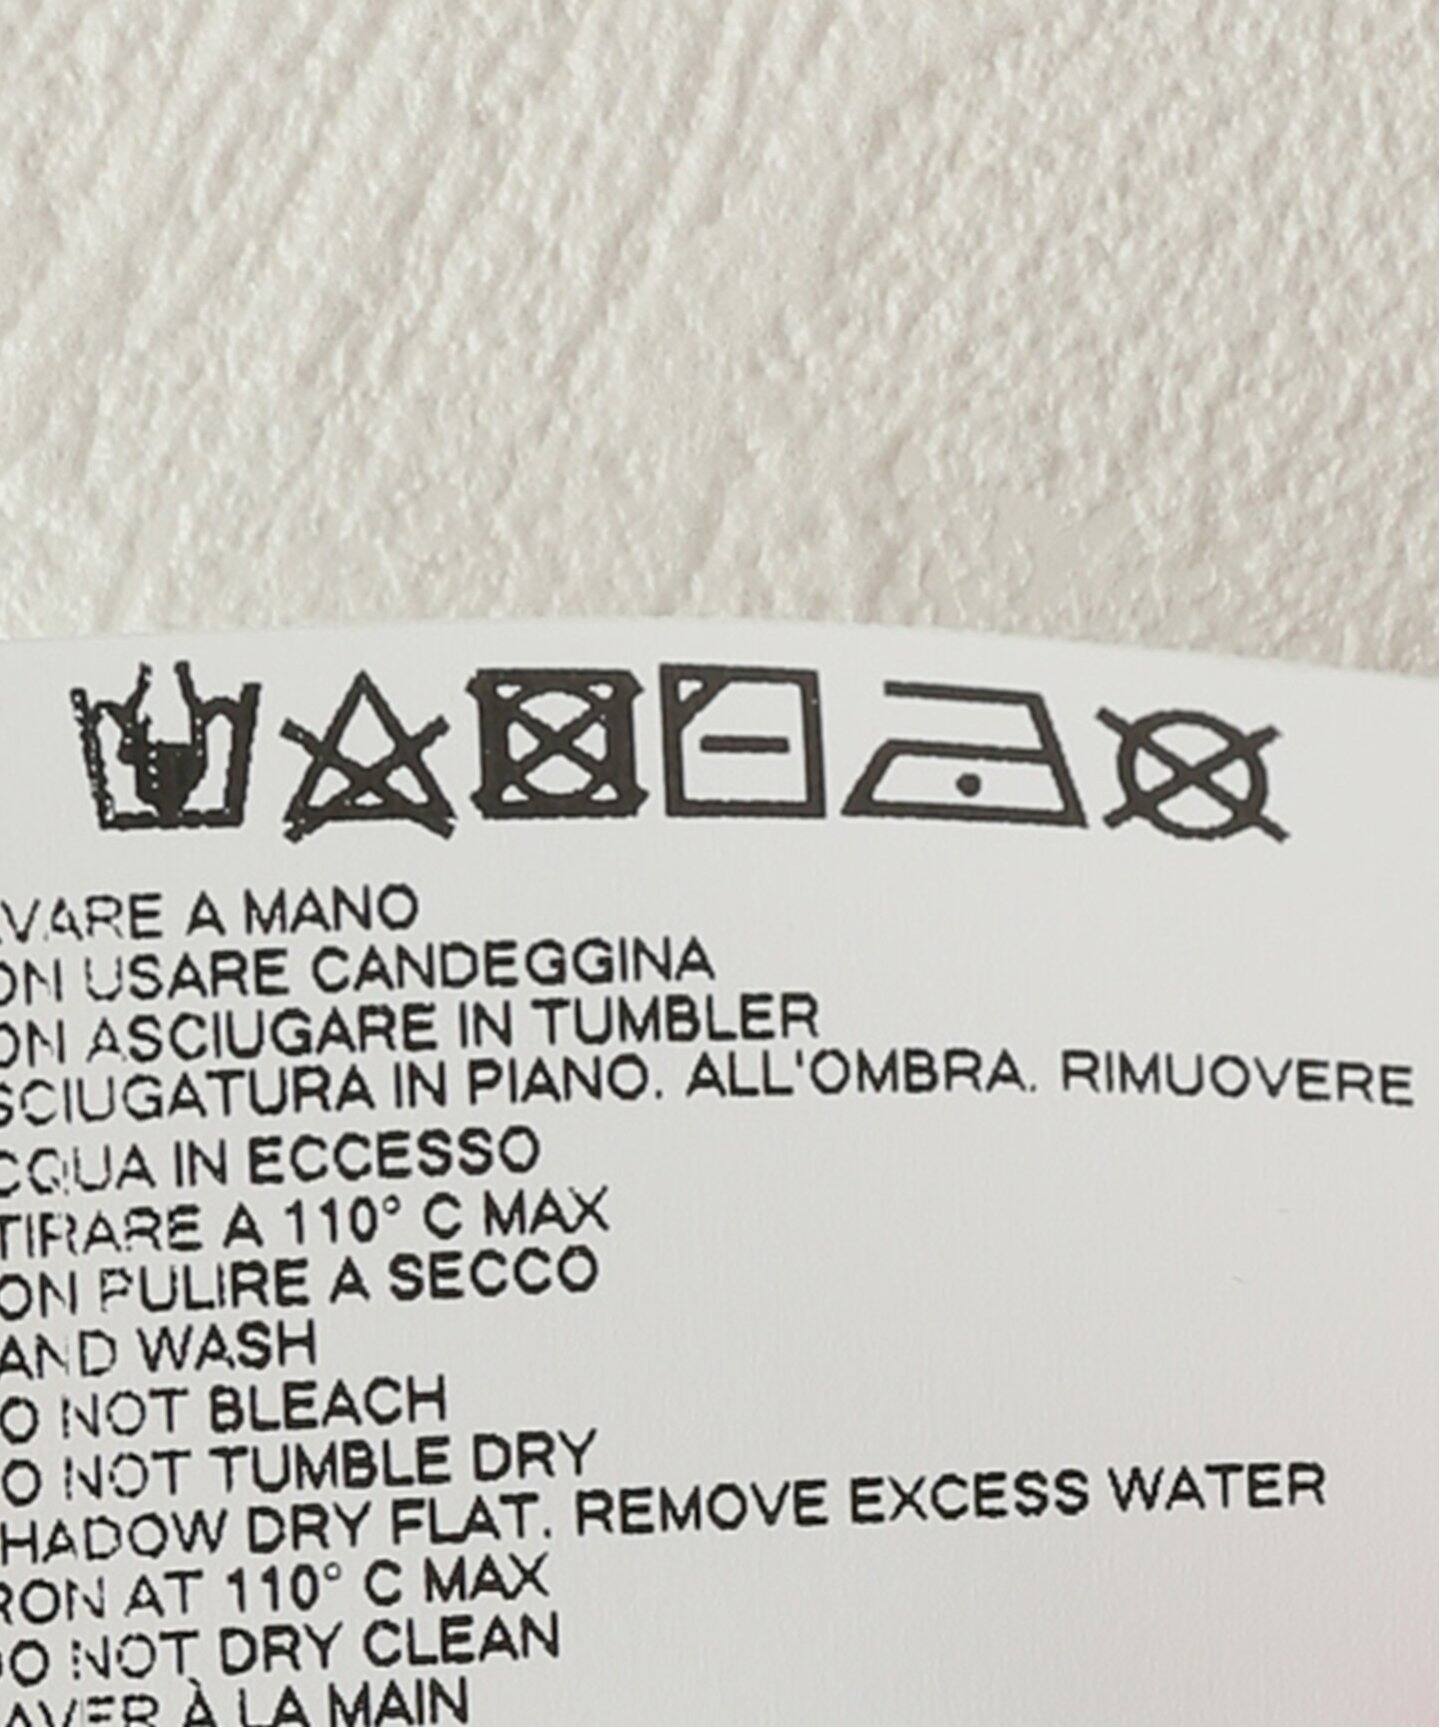 VARE A MANO
ON USARE CANDEGGINA
ON ASCIUGARE IN TUMBLER
SCIUGATURA IN PIANO. ALL'OMBRA. RIMUOVERE
CQUA IN ECCESSO
TIRARE A 110° C MAX
ON PULIRE A SECCO
AND WASH
O NOT BLEACH
O NOT TUMBLE DRY
HADOW DRY FLAT. REMOVE EXCESS WATER
RON AT 110° C MAX
DO NOT DRY CLEAN
AVER À LA MAIN